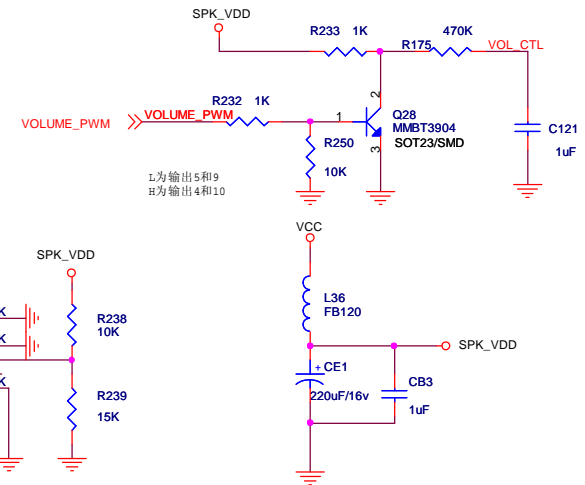 SPK_VDD
R233 1K
470K
R175
VOL_CTL
R232 1K
VOLUME_PWM
VOLUME_PWM
1
2
3
Q28
MMBT3904
SOT23/SMD
C121
1uF
R250
10K
L为输出5和9
H为输出4和10
VCC
SPK_VDD
L36
FB120
R238
10K
K
K
K
SPK_VDD
+ CE1
220uF/16v
CB3
1uF
R239
15K